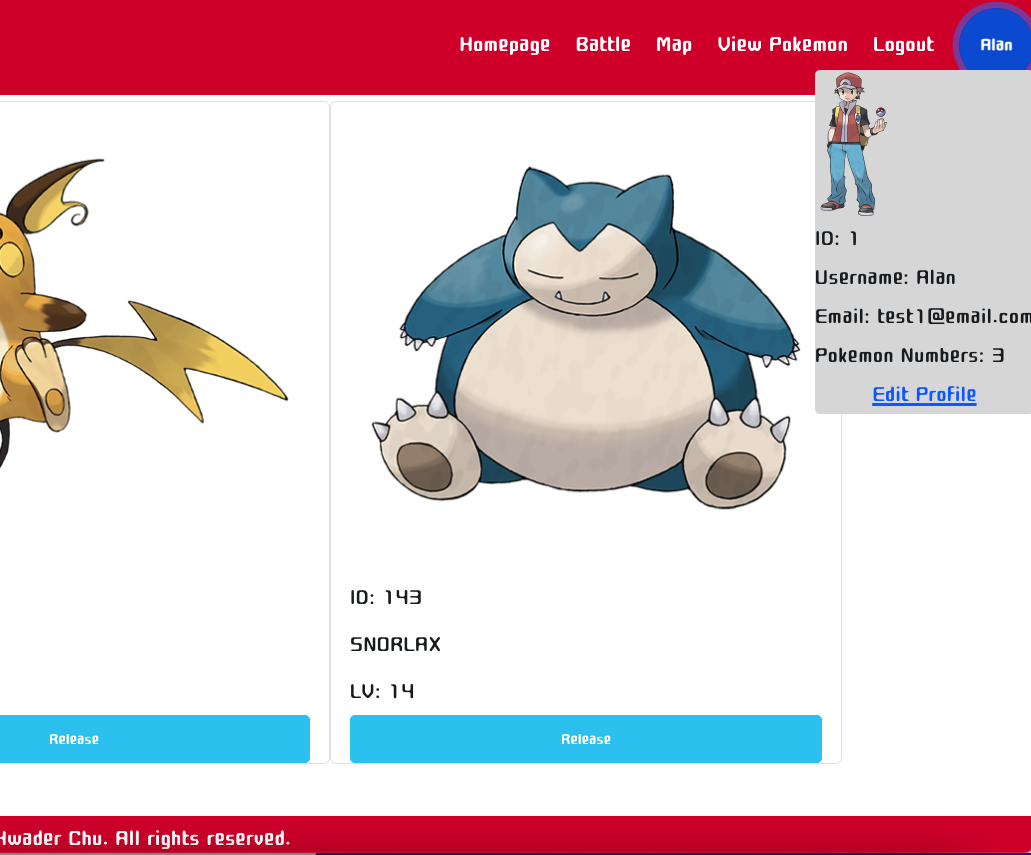 Homepage Battle Map View Pokemon Logout Alan
ID: 1
Username: Alan
Email: test1@email.com
Pokemon Numbers: 3
Edit Profile
ID: 143
SNORLAX
LV: 14
Release Release
Hwader Chu. All rights reserved.